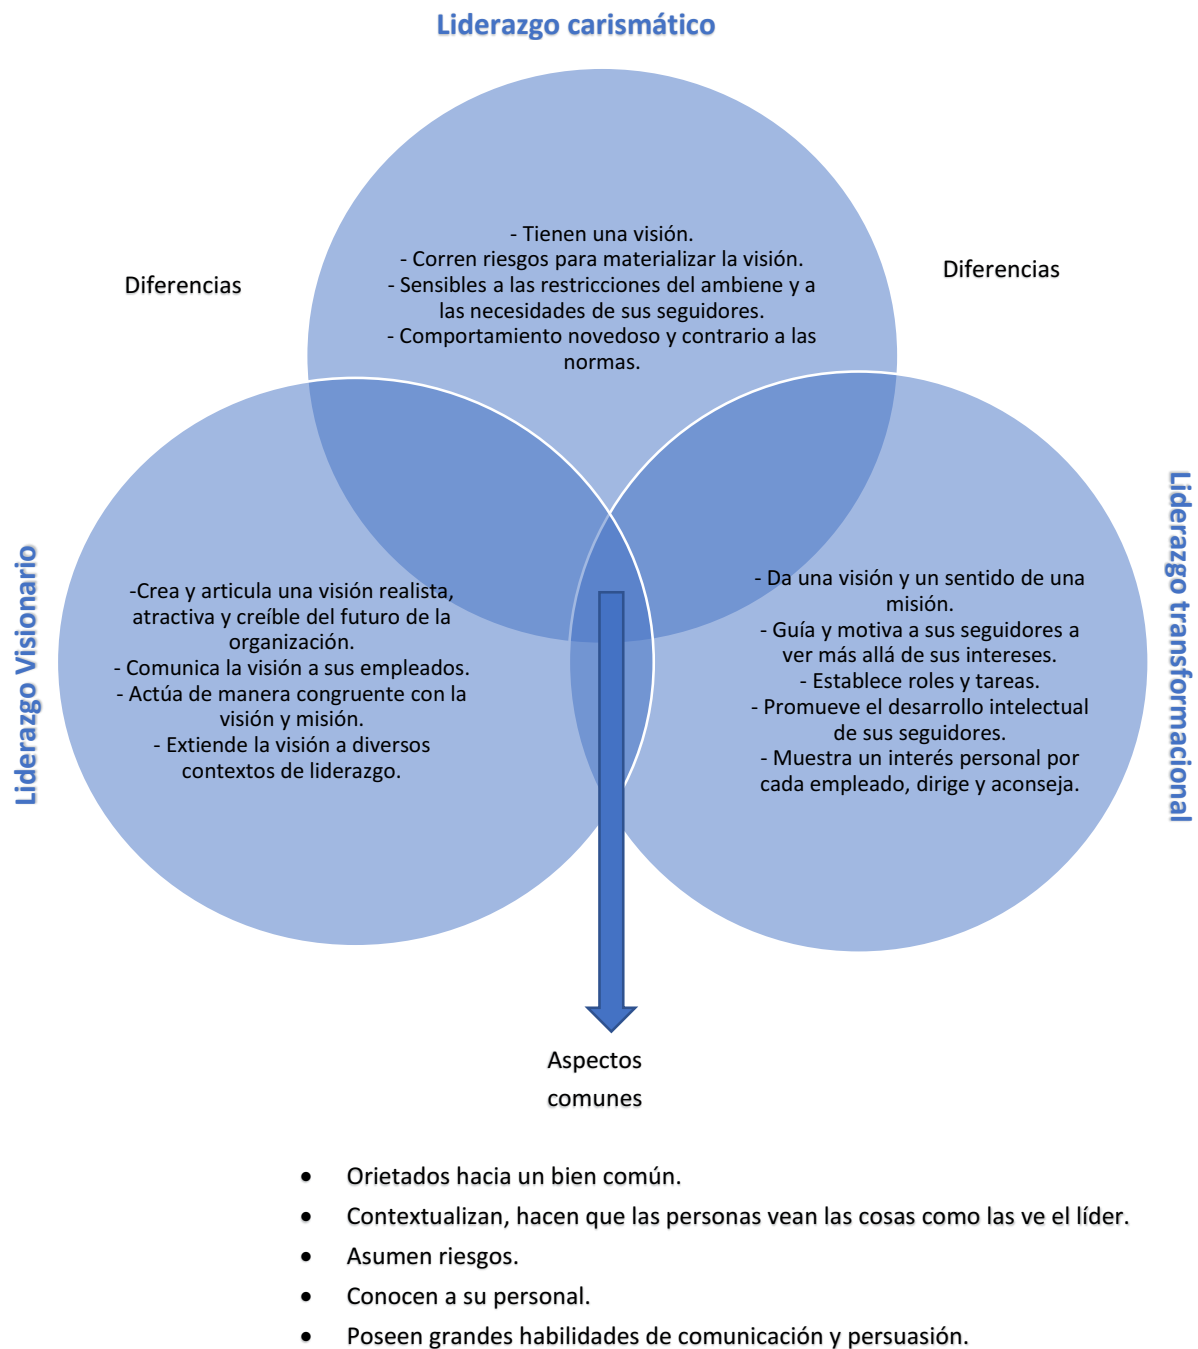 Liderazgo carismático
- Tienen una visión.
- Corren riesgos para materializar la visión.
- Sensibles a las restricciones del ambiene y a
las necesidades de sus seguidores.
- Comportamiento novedoso y contrario a las
normas.
Diferencias
Diferencias
Liderazgo Visionario
-Crea y articula una visión realista,
atractiva y creíble del futuro de la
organización.
- Comunica la visión a sus empleados.
- Actúa de manera congruente con la
visión y misión.
- Extiende la visión a diversos
contextos de liderazgo.
- Da una visión y un sentido de una
misión.
- Guía y motiva a sus seguidores a
ver más allá de sus intereses.
- Establece roles y tareas.
- Promueve el desarrollo intelectual
de sus seguidores.
- Muestra un interés personal por
cada empleado, dirige y aconseja.
Liderazgo transformacional
Aspectos
comunes
• Orietados hacia un bien común.
• Contextualizan, hacen que las personas vean las cosas como las ve el líder.
• Asumen riesgos.
• Conocen a su personal.
• Poseen grandes habilidades de comunicación y persuasión.